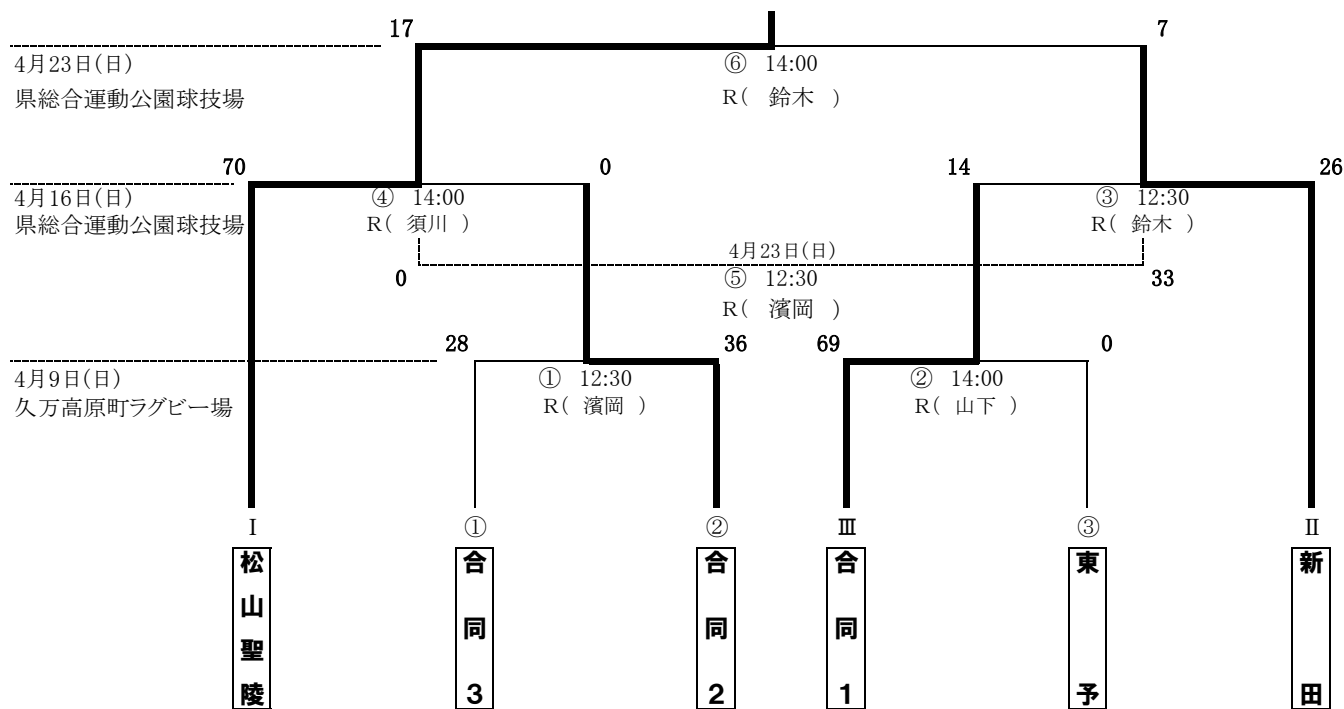 17 7
4月23日(日)
⑥ 14:00
県総合運動公園球技場
R( 鈴木 )
70 0 14 26
4月16日(日)
④ 14:00 ③ 12:30
県総合運動公園球技場
R( 須川 ) R( 鈴木 )
4月23日(日)
0 ⑤ 12:30 33
R( 濱岡 )
28 36 69 0
4月9日(日)
① 12:30 ② 14:00
久万高原町ラグビー場
R( 濱岡 ) R( 山下 )
Ⅰ ① ② Ⅲ ③ Ⅱ
松山聖陵
合同3
合同2
合同1
東予
新田